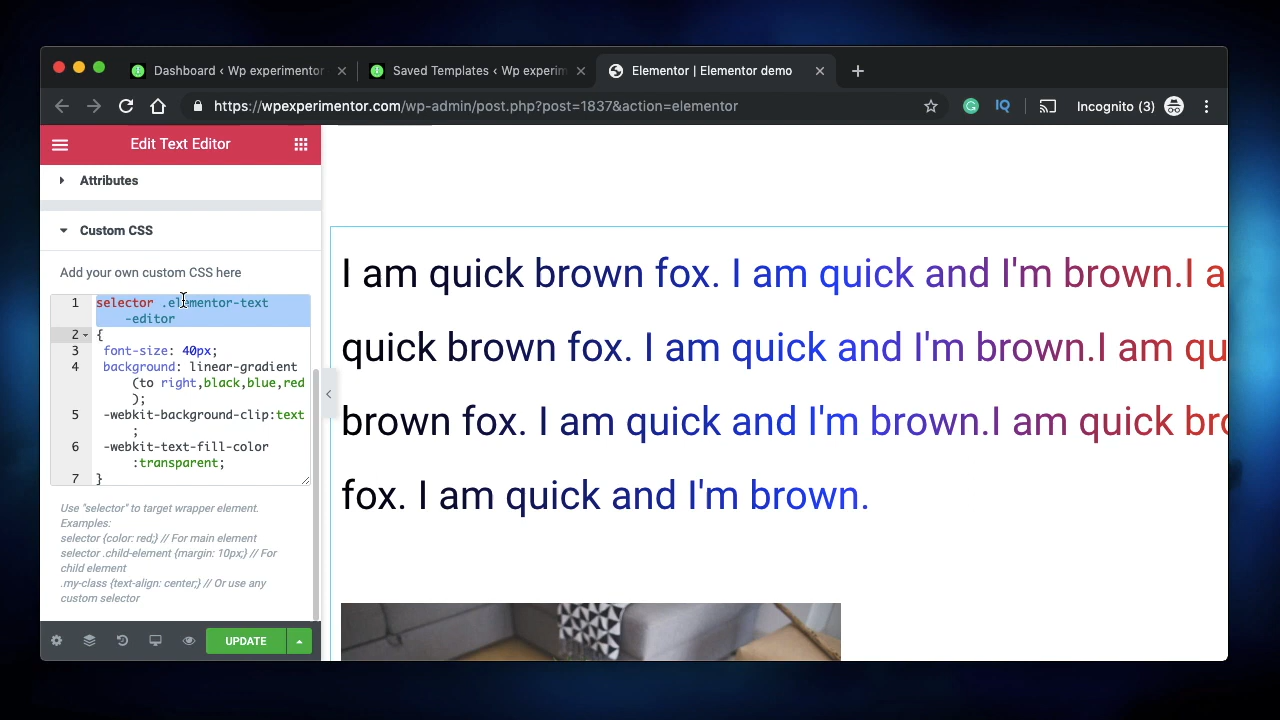 Dashboard ‹ Wp experimentor
Saved Templates ‹ Wp experim
Elementor | Elementor demo
https://wpexperimentor.com/wp-admin/post.php?post=1837&action=elementor
IQ
Incognito (3)
Edit Text Editor
Attributes
Custom CSS
Add your own custom CSS here
1 selector .elementor-text
-editor
2 {
3 font-size: 40px;
4 background: linear-gradient
(to right,black,blue,red
);
5 -webkit-background-clip:text
;
6 -webkit-text-fill-color
:transparent;
7 }
Use "selector" to target wrapper element.
Examples:
selector {color: red;} // For main element
selector .child-element {margin: 10px;} // For
child element
.my-class {text-align: center;} // Or use any
custom selector
UPDATE
I am quick brown fox. I am quick and I'm brown.I a
quick brown fox. I am quick and I'm brown.I am qu
brown fox. I am quick and I'm brown.I am quick bro
fox. I am quick and I'm brown.